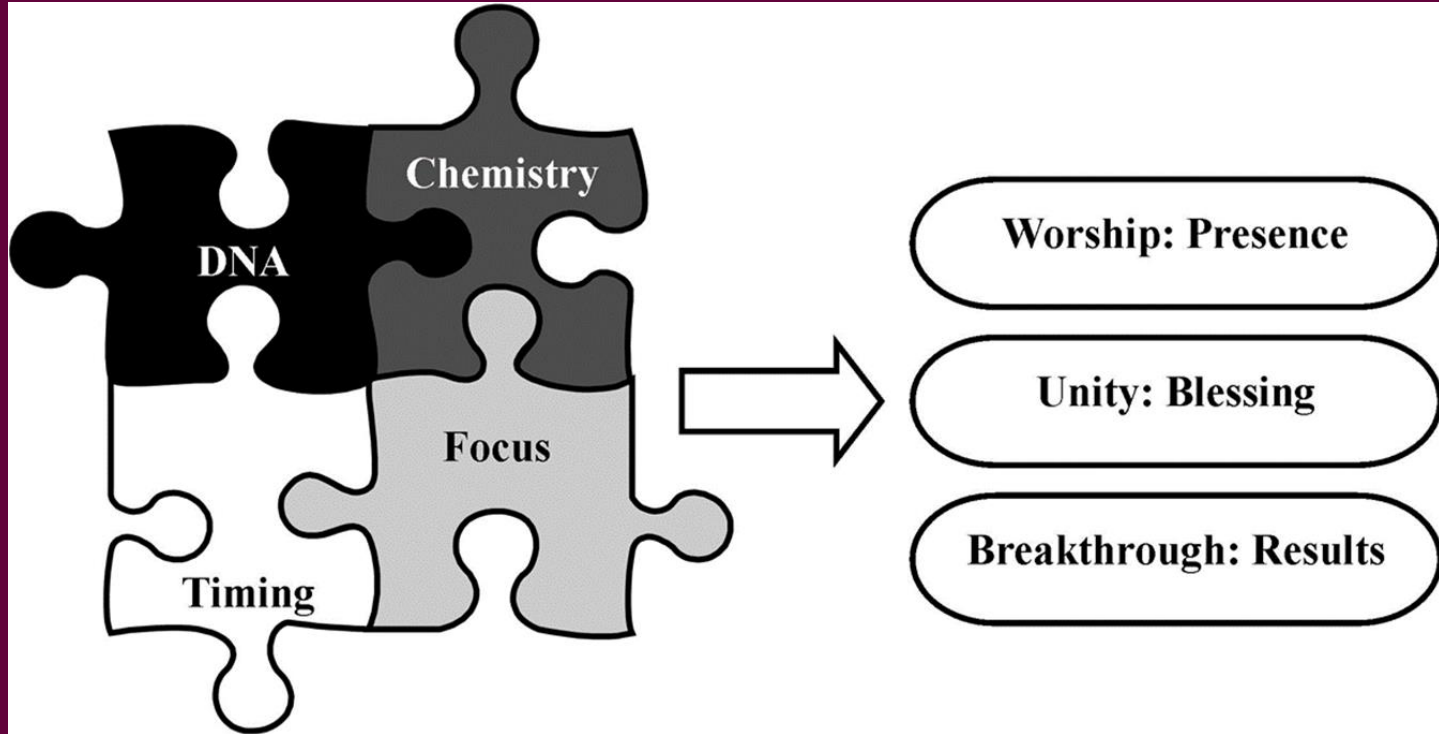 Chemistry
DNA
Focus
Timing
Worship: Presence
Unity: Blessing
Breakthrough: Results